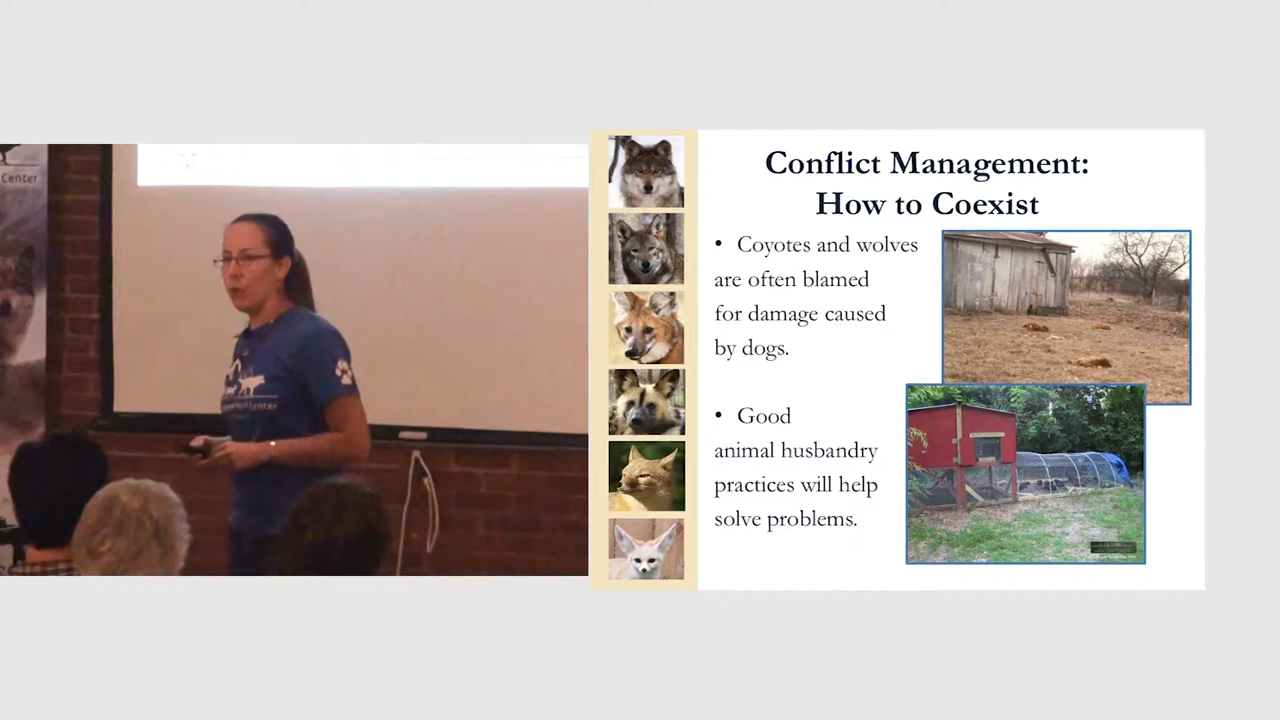 Center
Center
Conflict Management:
How to Coexist
• Coyotes and wolves
are often blamed
for damage caused
by dogs.
• Good
animal husbandry
practices will help
solve problems.